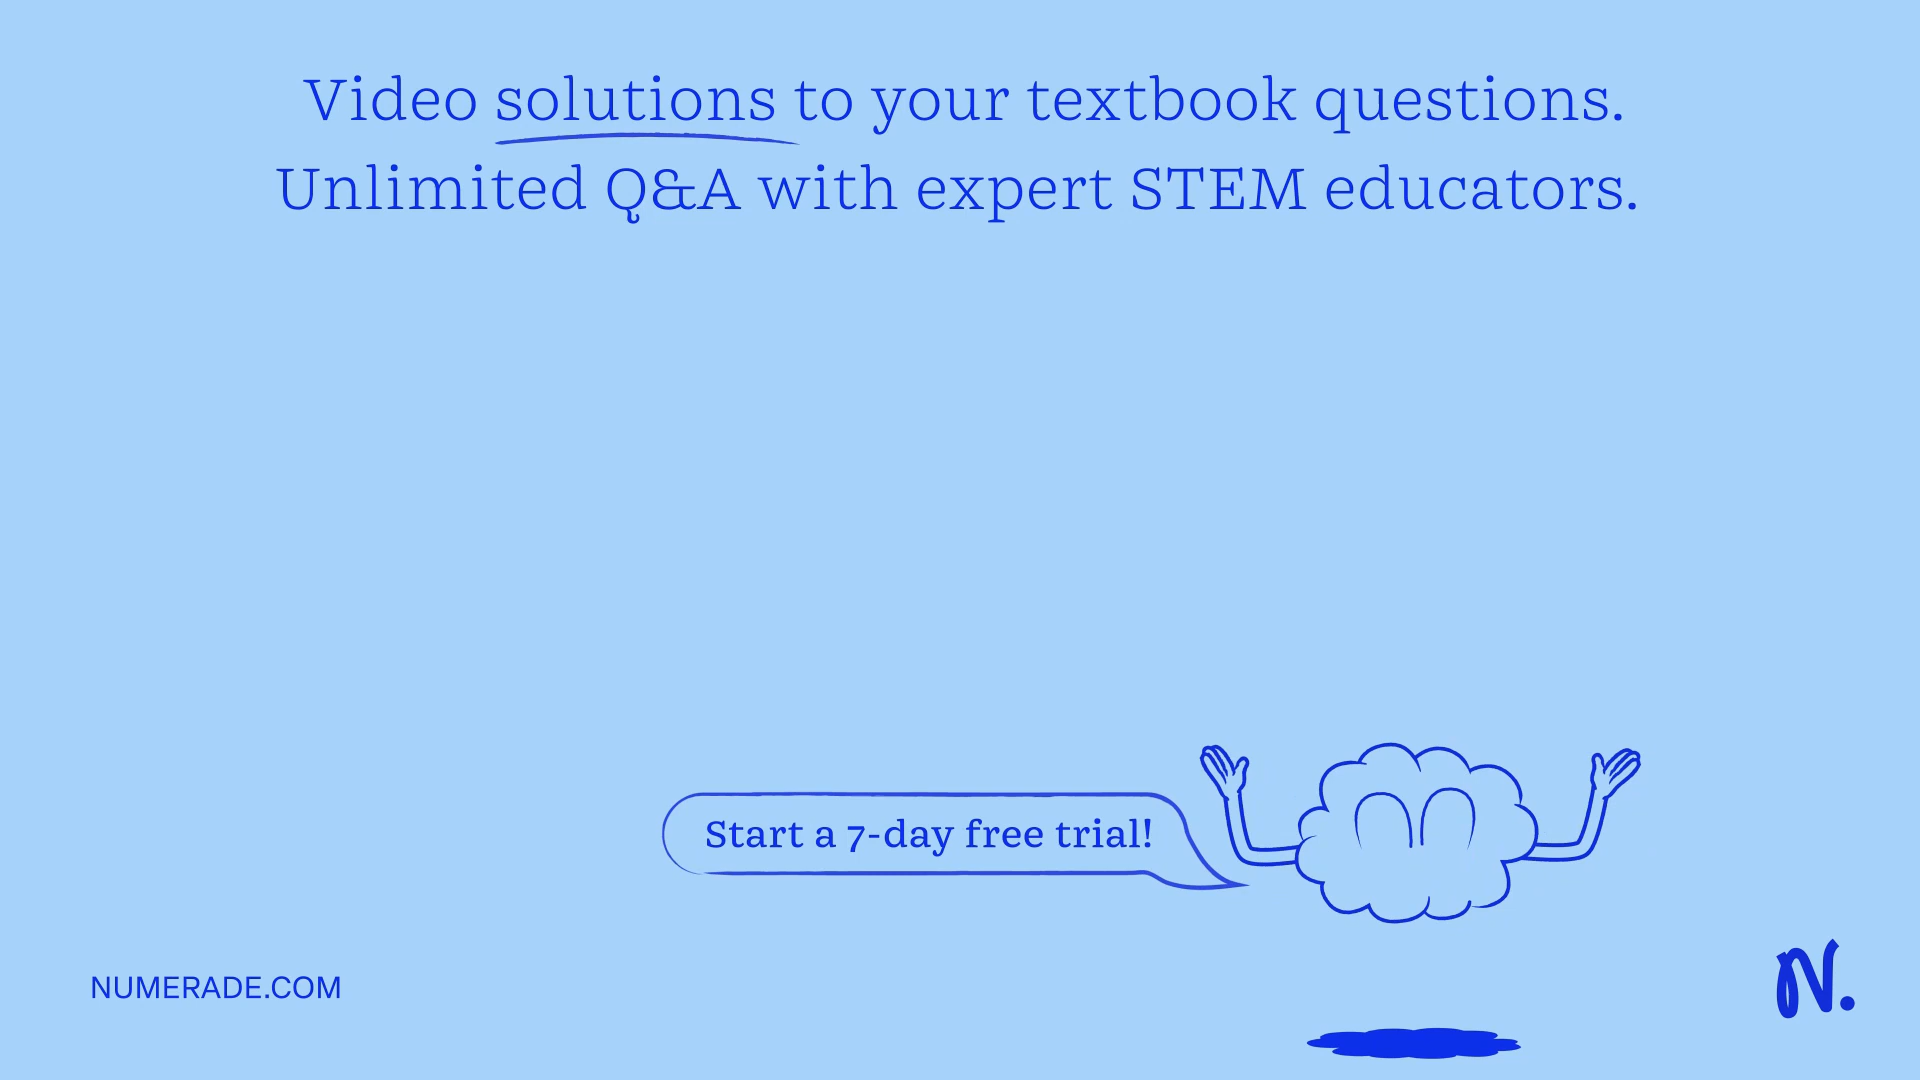 Video solutions to your textbook questions.
Unlimited Q&A with expert STEM educators.
Start a 7-day free trial!
NUMERADE.COM
N.